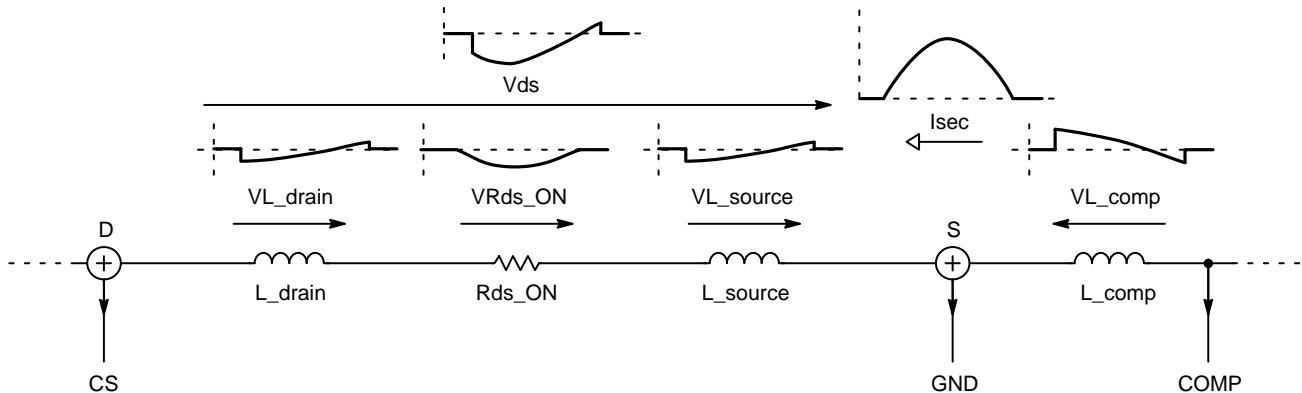 Vds
Isec
VL_drain
VRds_ON
VL_source
VL_comp
D
S
L_drain
Rds_ON
L_source
L_comp
CS
GND
COMP